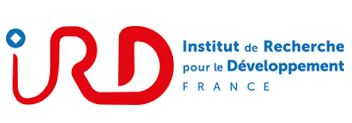 iRD
Institut de Recherche
pour le Développement
FRANCE